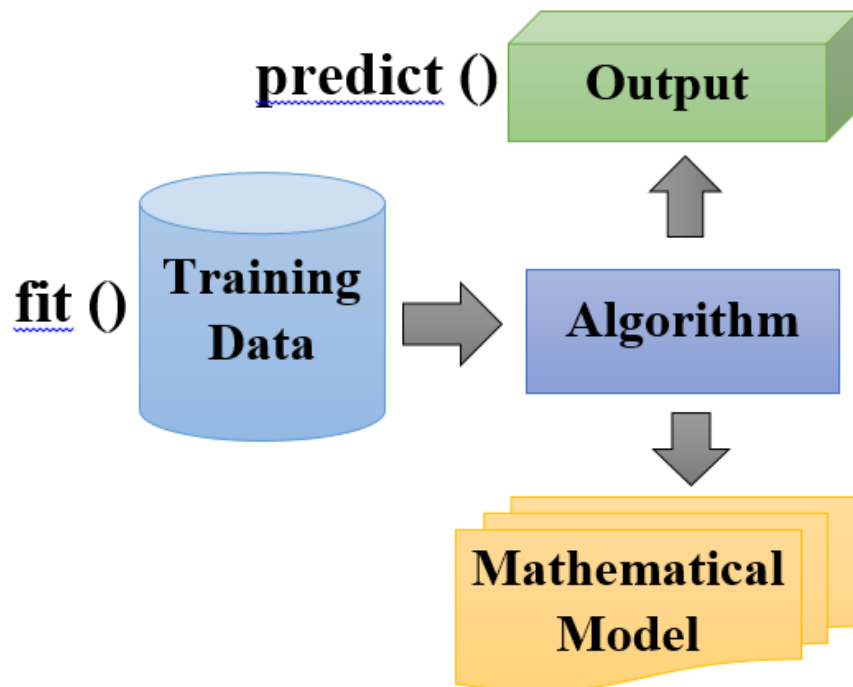 predict ()
Output
fit ()
Training
Data
Algorithm
Mathematical
Model